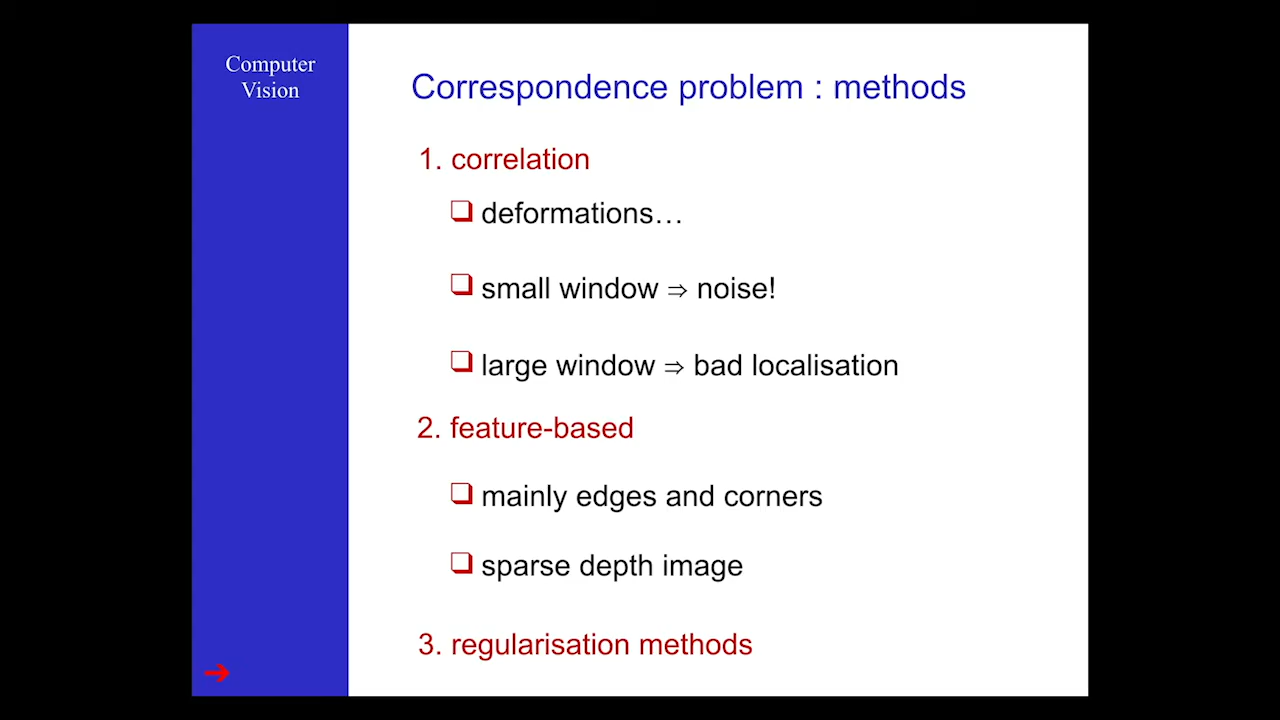 Computer
Vision
Correspondence problem : methods
1. correlation
❑ deformations…
❑ small window ⇒ noise!
❑ large window ⇒ bad localisation
2. feature-based
❑ mainly edges and corners
❑ sparse depth image
3. regularisation methods